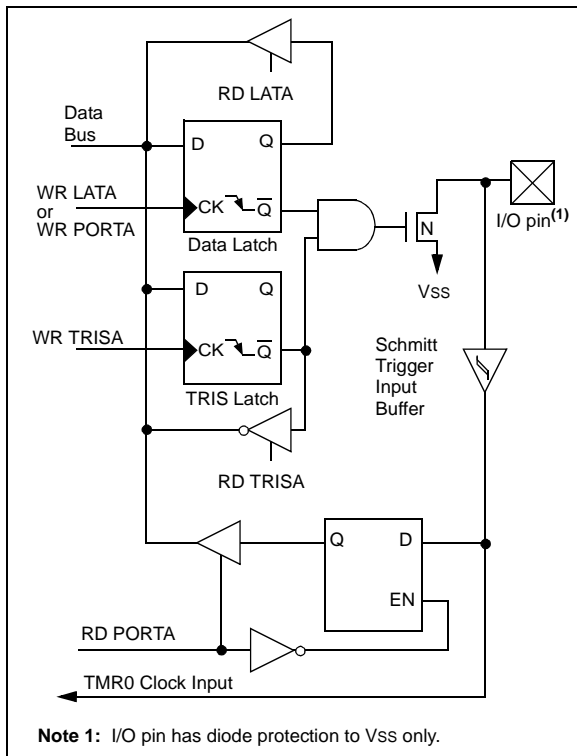 RD LATA
Data
Bus
D
Q
WR LATA
or
WR PORTA
CK
Q
Data Latch
N
I/O pin(1)
VSS
D
Q
WR TRISA
CK
Q
TRIS Latch
Schmitt
Trigger
Input
Buffer
RD TRISA
Q
D
EN
RD PORTA
TMR0 Clock Input
Note 1: I/O pin has diode protection to VSS only.